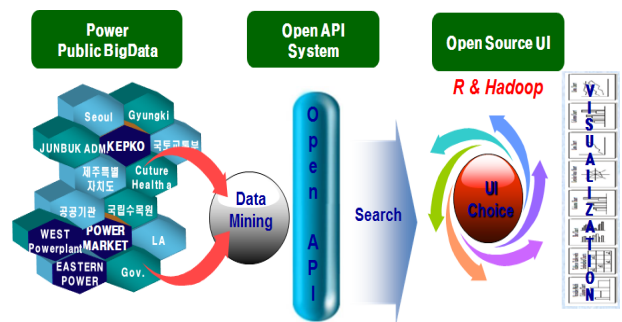 Power
Public BigData
Open API
System
Open Source UI
R & Hadoop
Seoul
Gyungki
JUNBUK ADM
KEPKO
국토교통부
제주특별
자치도
Cuture
Health a
공공기관
국립수목원
WEST
Powerplant
POWER
MARKET
LA
EASTERN
POWER
Gov.
Data
Mining
Open API
Search
UI
Choice
VISUALIZATION